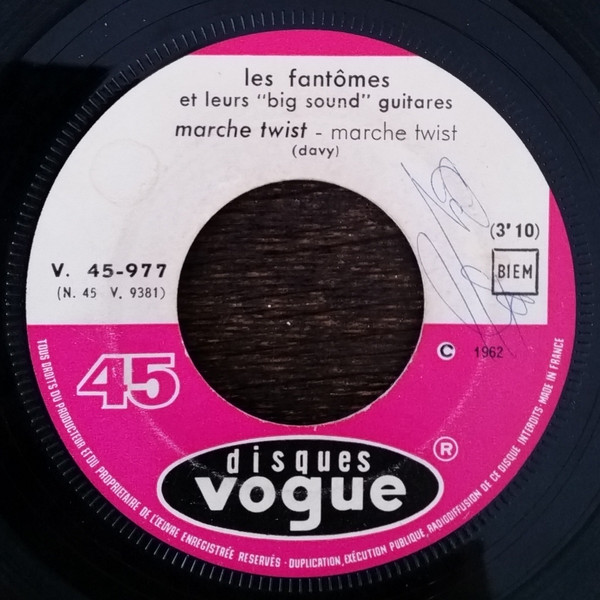 les fantômes
et leurs "big sound" guitares
marche twist - marche twist
(davy)
(3'10)
BIEM
V. 45-977
(N. 45 V. 9381)
© 1962
45
disques
vogue
®
TOUS DROITS DU PRODUCTEUR ET DU PROPRIETAIRE DE L'ŒUVRE ENREGISTRÉE RESERVÉS - DUPLICATION, EXÉCUTION PUBLIQUE, RADIODIFFUSION DE CE DISQUE INTERDITS - MADE IN FRANCE